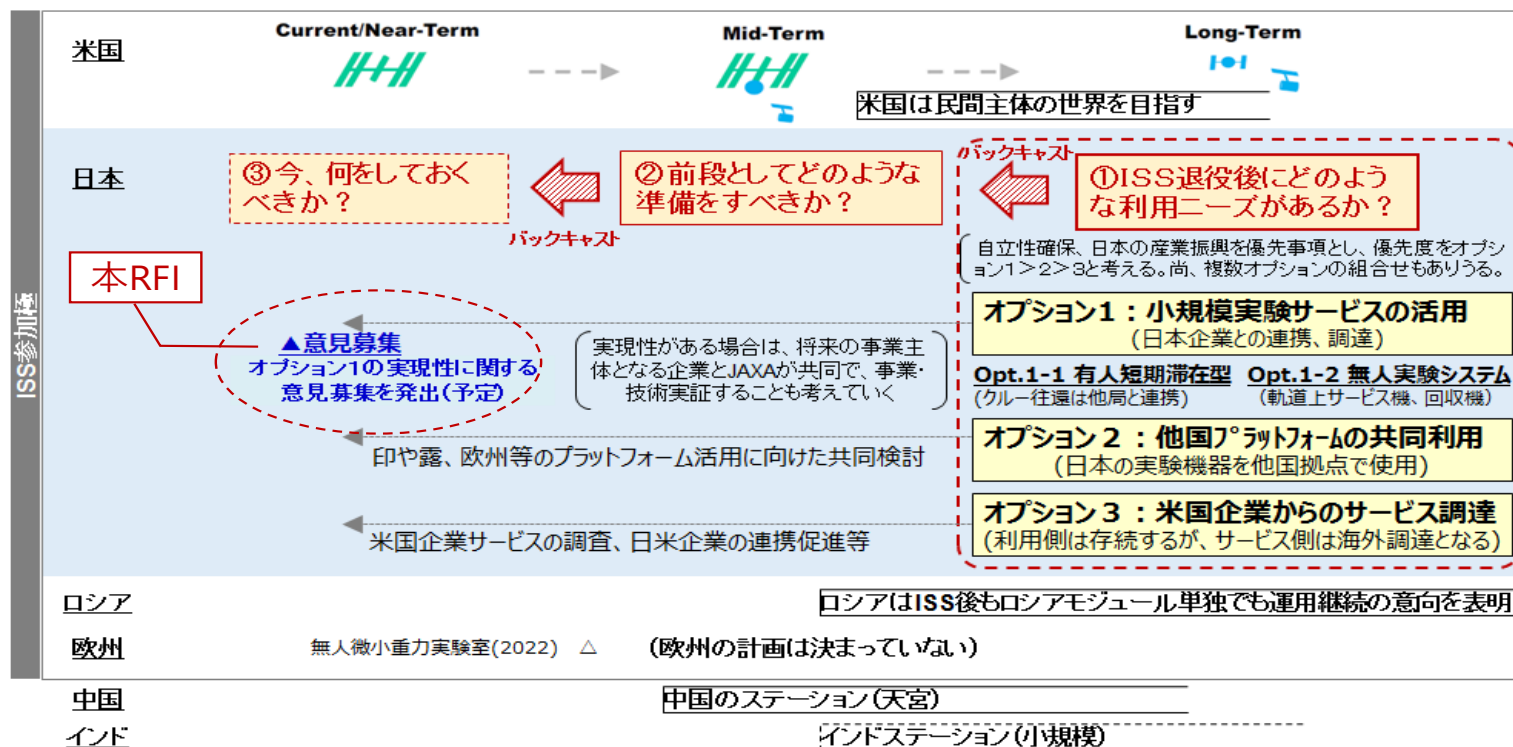 Current/Near-Term
Mid-Term
Long-Term
米国
米国は民間主体の世界を目指す
日本
③今、何をしておく
べきか？
バックキャスト
②前段としてどのような
準備をすべきか？
バックキャスト
①ISS退役後にどのよう
な利用ニーズがあるか？
自立性確保、日本の産業振興を優先事項とし、優先度をオプシ
ョン1＞2＞3と考える。尚、複数オプションの組合せもありうる。
本RFI
ISS参加極
▲意見募集
オプション1の実現性に関する
意見募集を発出(予定)
実現性がある場合は、将来の事業主
体となる企業とJAXAが共同で、事業・
技術実証することも考えていく
オプション１：小規模実験サービスの活用
(日本企業との連携、調達)
Opt.1-1 有人短期滞在型
(クルー往還は他局と連携)
Opt.1-2 無人実験システム
(軌道上サービス機、回収機)
印や露、欧州等のプラットフォーム活用に向けた共同検討
オプション２：他国プラットフォームの共同利用
(日本の実験機器を他国拠点で使用)
米国企業サービスの調査、日米企業の連携促進等
オプション３：米国企業からのサービス調達
(利用側は存続するが、サービス側は海外調達となる)
ロシア
ロシアはISS後もロシアモジュール単独でも運用継続の意向を表明
欧州
無人微小重力実験室(2022) △
(欧州の計画は決まっていない)
中国
中国のステーション(天宮)
インド
インドステーション(小規模)